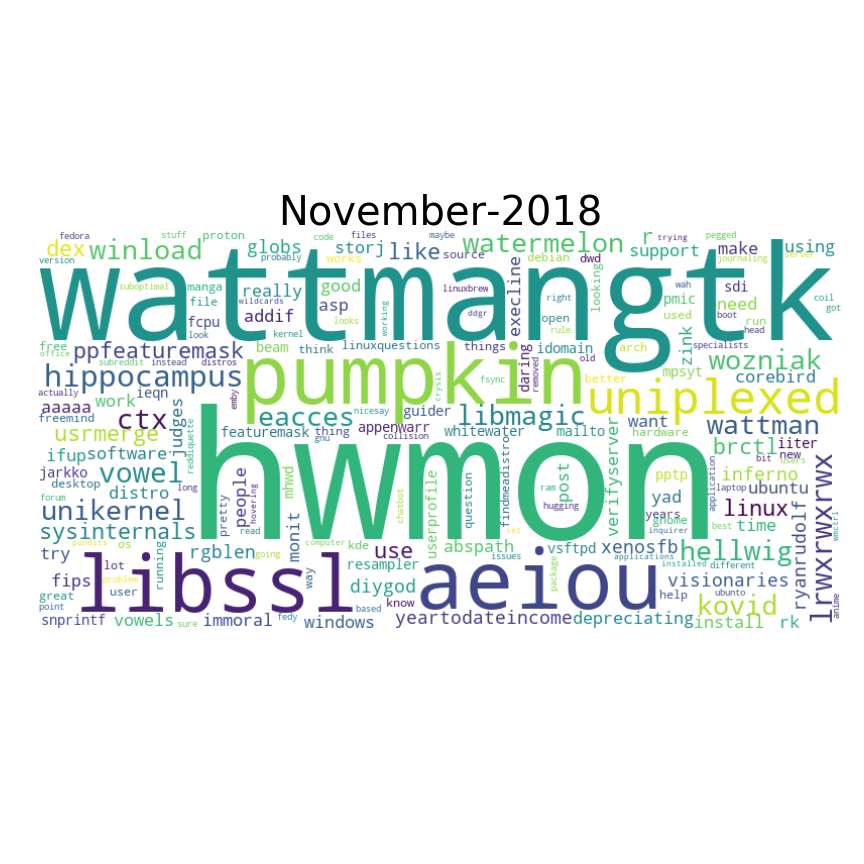 November-2018
fedora stuff proton code files maybe pegged
dex winload globs storj like source watermelon r trying support make using
version probably works linuxbrew debian dwd journaling server
wattmangtk
suboptimal manga really good execline looking wah sdi coil
file wildcards asp working ddgr right pmic need got
fcpu addif looks open used boot run
look kernel rule zink head
free ppfeaturemask beam think linuxquestions things idomain arch specialists
office subreddit instead distros daring removed old mpsyt wozniak
actually hippocampus pumpkin crysis fsync better corebird
aaaaa work ieqn emby uniplexed
freemind ctx judges eacces nicesay guider libmagic want wattman
usrmerge reddiquette featuremask appenwarr whitewater mailto hardware brctl iiter
ifup software gnu collision new
jarkko vowel people mhwd hwmon userprofile question findmeadistro post verifyserver pptp inferno
desktop distro long hovering chatbot ram yad laptop ubuntu bit users
forum unikernel pretty hugging years application linux lrwxrwxrwx
sysinternals read monit set gnome best time ryanrudolf wmctrl
pundits os going computer kde abspath vsftpd xenosfb inquirer
try running rgblen use issues hellwig
lot resampler package applications installed different
fips problem way libssl aeiou visionaries
great user diygod help ubunto kovid anime
point based know
snprintf vowels sure immoral fedy windows yeartodateincome depreciating install rk
thing